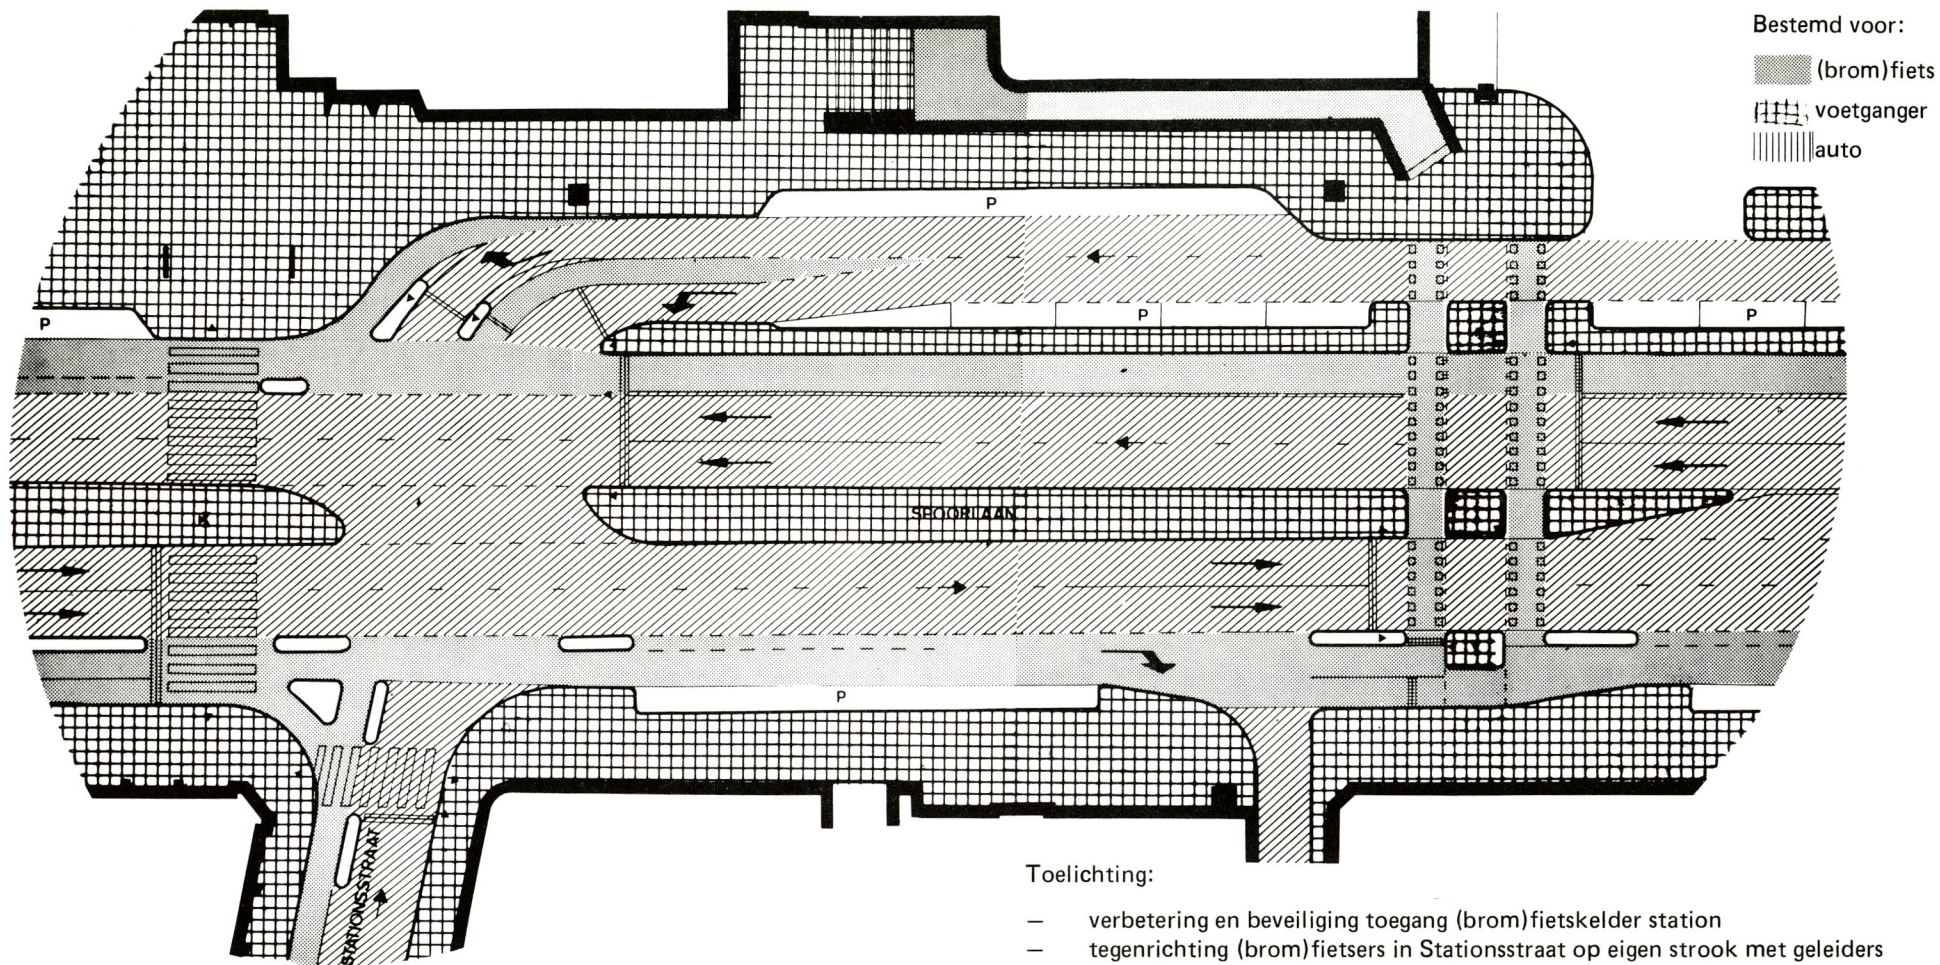 Bestemd voor:
(brom)fiets
voetganger
auto
P
P
P
P
SPOORLAAN
P
STATIONSSTRAAT
Toelichting:
— verbetering en beveiliging toegang (brom)fietskelder station
— tegenrichting (brom)fietsers in Stationsstraat op eigen strook met geleiders